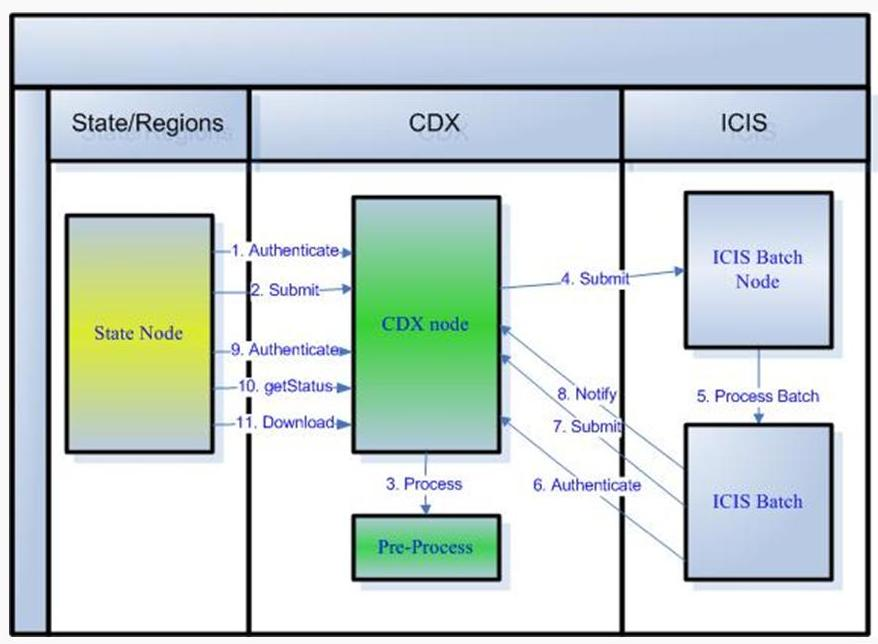 State/Regions
CDX
ICIS
State Node
1. Authenticate
2. Submit
9. Authenticate
10. getStatus
11. Download
CDX node
3. Process
Pre-Process
4. Submit
ICIS Batch
Node
5. Process Batch
8. Notify
7. Submit
6. Authenticate
ICIS Batch